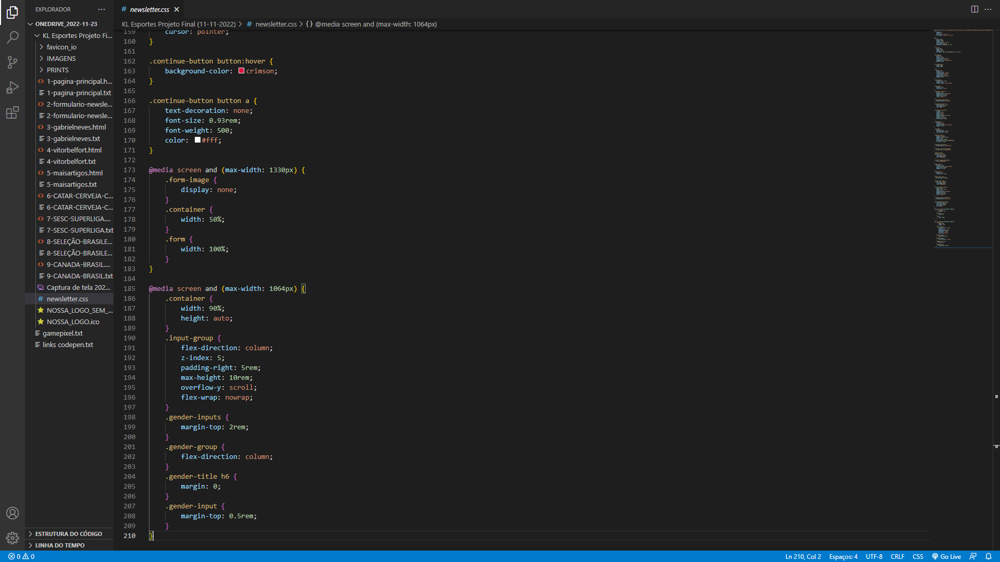 EXPLORADOR
ONEDRIVE_2022-11-23
KL Esportes Projeto Fi...
favicon_io
IMAGENS
PRINTS
1-pagina-principal.h...
1-pagina-principal.txt
2-formulario-newsle...
2-formulario-newsle...
3-gabrielneves.html
3-gabrielneves.txt
4-vitorbelfort.html
4-vitorbelfort.txt
5-maisartigos.html
5-maisartigos.txt
6-CATAR-CERVEJA-C...
6-CATAR-CERVEJA-C...
7-SESC-SUPERLIGA....
7-SESC-SUPERLIGA.txt
8-SELEÇÃO-BRASILE...
8-SELEÇÃO-BRASILE...
9-CANADA-BRASIL....
9-CANADA-BRASIL.txt
Captura de tela 202...
# newsletter.css
NOSSA_LOGO_SEM_...
NOSSA_LOGO.ico
gamepixel.txt
links codepen.txt
ESTRUTURA DO CÓDIGO
LINHA DO TEMPO
# newsletter.css
KL Esportes Projeto Final (11-11-2022) > # newsletter.css > {} @media screen and (max-width: 1064px)
159 cursor: pointer;
160 }
161
162 .continue-button button:hover {
163 background-color: crimson;
164 }
165
166 .continue-button button a {
167 text-decoration: none;
168 font-size: 0.93rem;
169 font-weight: 500;
170 color: #fff;
171 }
172
173 @media screen and (max-width: 1330px) {
174 .form-image {
175 display: none;
176 }
177 .container {
178 width: 50%;
179 }
180 .form {
181 width: 100%;
182 }
183 }
184
185 @media screen and (max-width: 1064px) {
186 .container {
187 width: 90%;
188 height: auto;
189 }
190 .input-group {
191 flex-direction: column;
192 z-index: 5;
193 padding-right: 5rem;
194 max-height: 10rem;
195 overflow-y: scroll;
196 flex-wrap: nowrap;
197 }
198 .gender-inputs {
199 margin-top: 2rem;
200 }
201 .gender-group {
202 flex-direction: column;
203 }
204 .gender-title h6 {
205 margin: 0;
206 }
207 .gender-input {
208 margin-top: 0.5rem;
209 }
210 }
0 0
Ln 210, Col 2 Espaços: 4 UTF-8 CRLF CSS Go Live